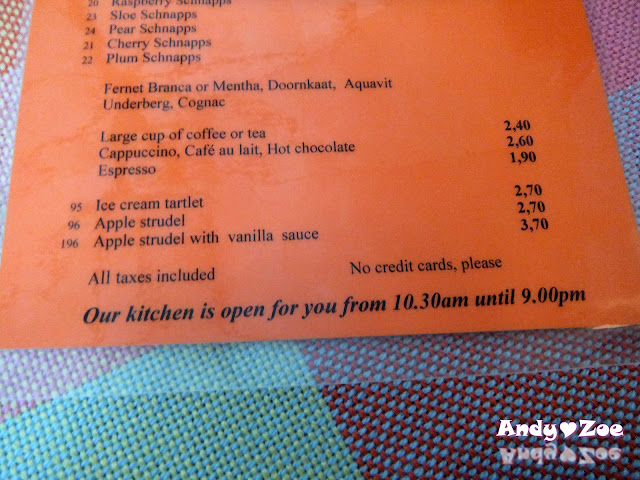 20 Raspberry Schnapps
23 Sloe Schnapps
24 Pear Schnapps
21 Cherry Schnapps
22 Plum Schnapps
Fernet Branca or Mentha, Doornkaat, Aquavit
Underberg, Cognac
Large cup of coffee or tea 2,40
Cappuccino, Café au lait, Hot chocolate 2,60
Espresso 1,90
95 Ice cream tartlet 2,70
96 Apple strudel 2,70
196 Apple strudel with vanilla sauce 3,70
All taxes included No credit cards, please
Our kitchen is open for you from 10.30am until 9.00pm
Andy♥Zoe